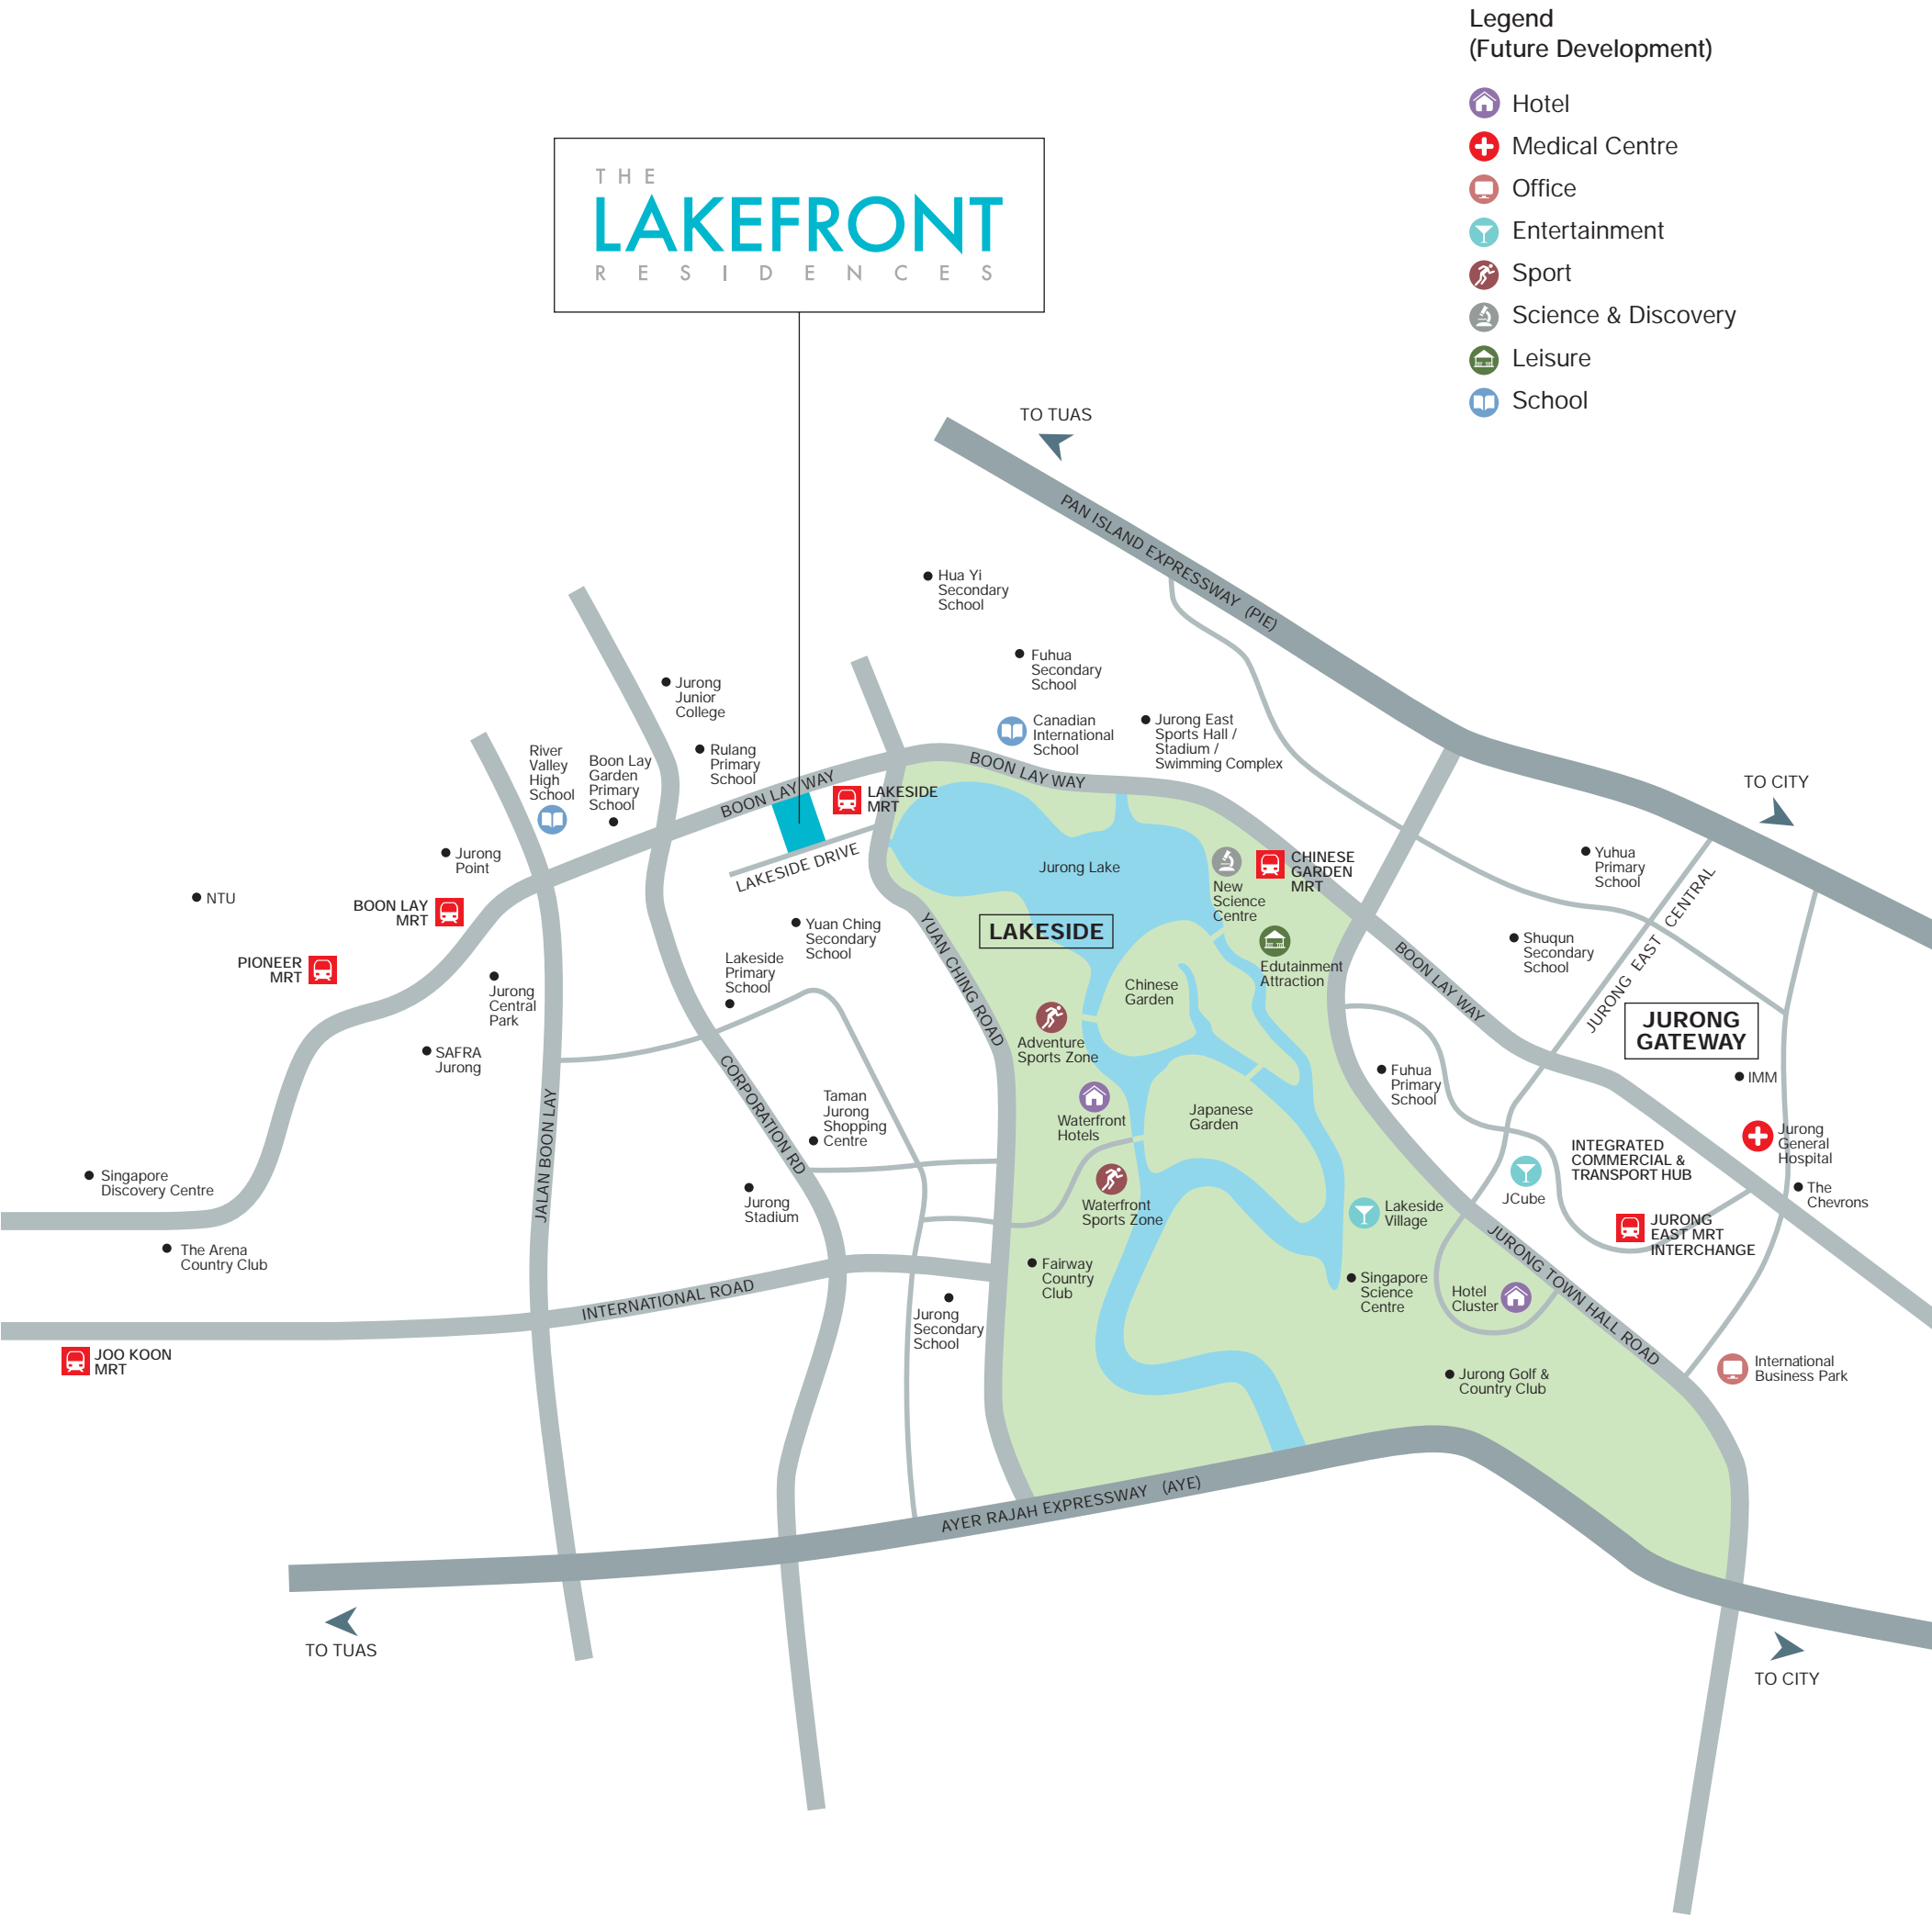 Legend
(Future Development)
Hotel
Medical Centre
Office
Entertainment
Sport
Science & Discovery
Leisure
School
THE
LAKEFRONT
RESIDENCES
TO TUAS
PAN ISLAND EXPRESSWAY (PIE)
Hua Yi
Secondary
School
Fuhua
Secondary
School
Jurong
Junior
College
Canadian
International
School
Jurong East
Sports Hall /
Stadium /
Swimming Complex
River
Valley
High
School
Boon Lay
Garden
Primary
School
Rulang
Primary
School
BOON LAY WAY
BOON LAY WAY
LAKESIDE
MRT
TO CITY
LAKESIDE DRIVE
Jurong
Point
NTU
BOON LAY
MRT
PIONEER
MRT
Jurong Lake
New
Science
Centre
CHINESE
GARDEN
MRT
Yuhua
Primary
School
JURONG EAST CENTRAL
LAKESIDE
Yuan Ching
Secondary
School
YUAN CHING ROAD
Lakeside
Primary
School
Edutainment
Attraction
BOON LAY WAY
Shuqun
Secondary
School
Chinese
Garden
Jurong
Central
Park
SAFRA
Jurong
Adventure
Sports Zone
JURONG
GATEWAY
CORPORATION RD
Fuhua
Primary
School
IMM
JALAN BOON LAY
Taman
Jurong
Shopping
Centre
Waterfront
Hotels
Japanese
Garden
INTEGRATED
COMMERCIAL &
TRANSPORT HUB
Jurong
General
Hospital
Singapore
Discovery Centre
Jurong
Stadium
Waterfront
Sports Zone
Lakeside
Village
JCube
The
Chevrons
JURONG
EAST MRT
INTERCHANGE
The Arena
Country Club
Fairway
Country
Club
Singapore
Science
Centre
Hotel
Cluster
JURONG TOWN HALL ROAD
INTERNATIONAL ROAD
Jurong
Secondary
School
JOO KOON
MRT
Jurong Golf &
Country Club
International
Business Park
AYER RAJAH EXPRESSWAY (AYE)
TO TUAS
TO CITY